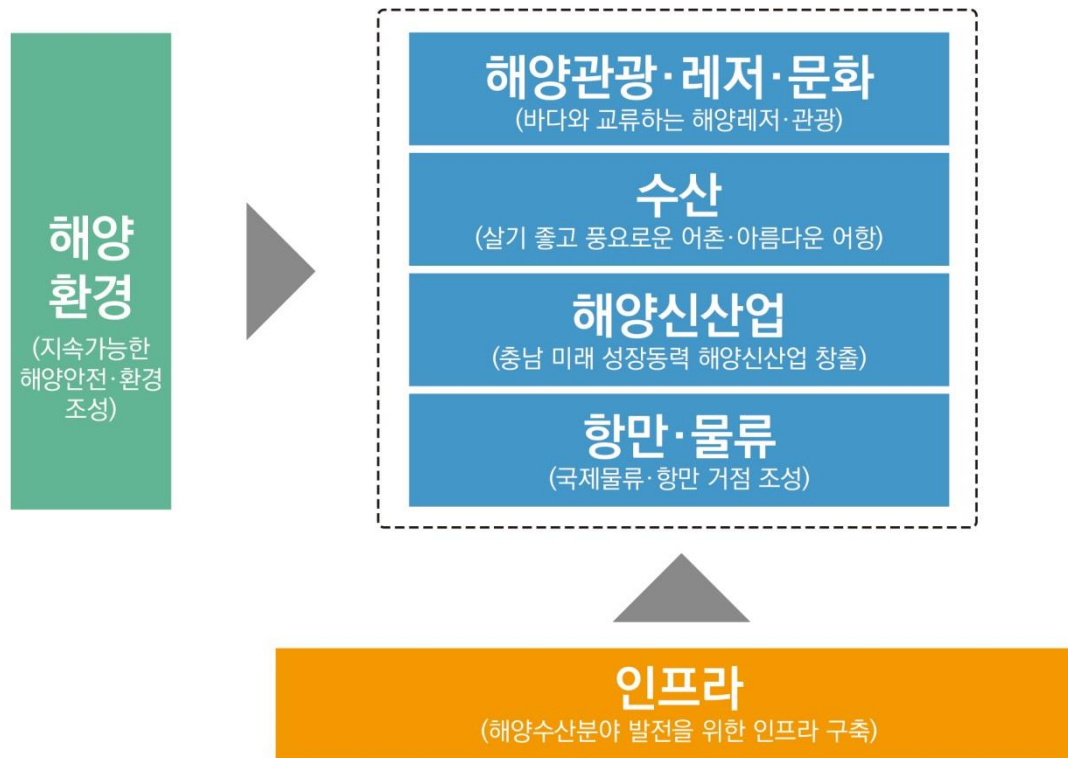 해양
환경
(지속가능한
해양안전·환경
조성)
해양관광·레저·문화
(바다와 교류하는 해양레저·관광)
수산
(살기 좋고 풍요로운 어촌·아름다운 어항)
해양신산업
(충남 미래 성장동력 해양신산업 창출)
항만·물류
(국제물류·항만 거점 조성)
인프라
(해양수산분야 발전을 위한 인프라 구축)